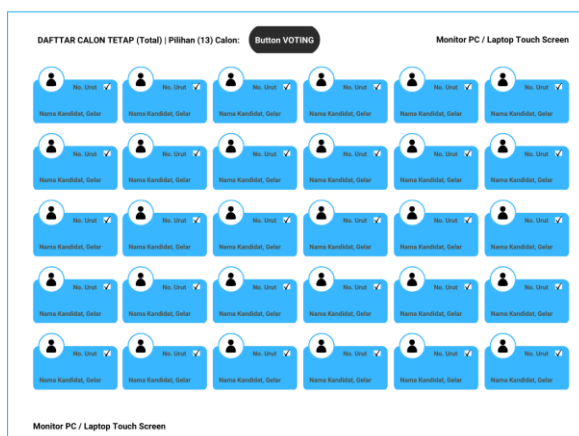 DAFTTAR CALON TETAP (Total) | Pilihan (13) Calon: Button VOTING Monitor PC / Laptop Touch Screen
No. Urut No. Urut No. Urut No. Urut No. Urut No. Urut
Nama Kandidat, Gelar Nama Kandidat, Gelar Nama Kandidat, Gelar Nama Kandidat, Gelar Nama Kandidat, Gelar Nama Kandidat, Gelar
No. Urut No. Urut No. Urut No. Urut No. Urut No. Urut
Nama Kandidat, Gelar Nama Kandidat, Gelar Nama Kandidat, Gelar Nama Kandidat, Gelar Nama Kandidat, Gelar Nama Kandidat, Gelar
No. Urut No. Urut No. Urut No. Urut No. Urut No. Urut
Nama Kandidat, Gelar Nama Kandidat, Gelar Nama Kandidat, Gelar Nama Kandidat, Gelar Nama Kandidat, Gelar Nama Kandidat, Gelar
No. Urut No. Urut No. Urut No. Urut No. Urut No. Urut
Nama Kandidat, Gelar Nama Kandidat, Gelar Nama Kandidat, Gelar Nama Kandidat, Gelar Nama Kandidat, Gelar Nama Kandidat, Gelar
No. Urut No. Urut No. Urut No. Urut No. Urut No. Urut
Nama Kandidat, Gelar Nama Kandidat, Gelar Nama Kandidat, Gelar Nama Kandidat, Gelar Nama Kandidat, Gelar Nama Kandidat, Gelar
Monitor PC / Laptop Touch Screen